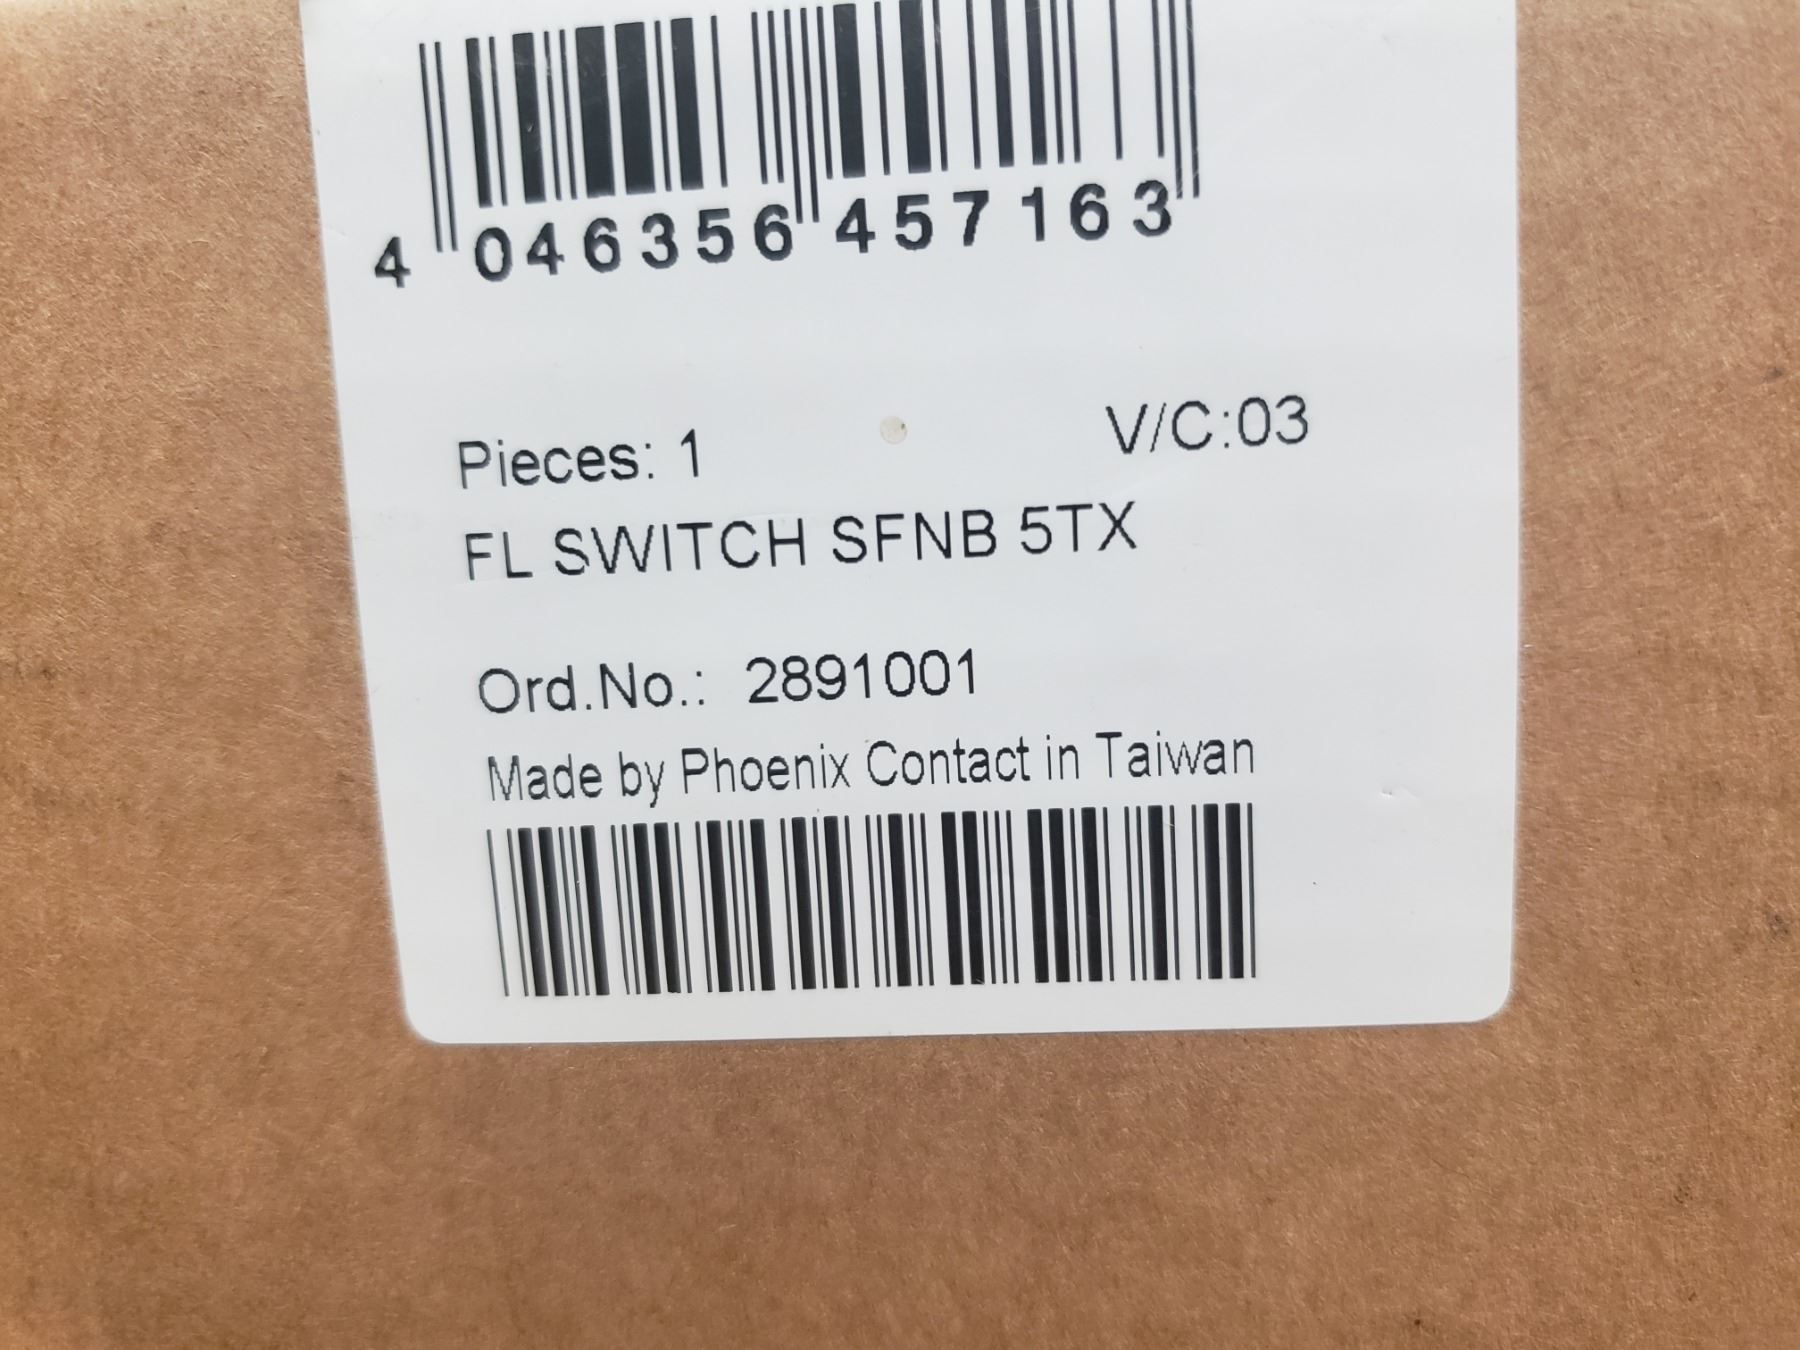 4 046356 457163
Pieces: 1 V/C:03
FL SWITCH SFNB 5TX
Ord.No.: 2891001
Made by Phoenix Contact in Taiwan